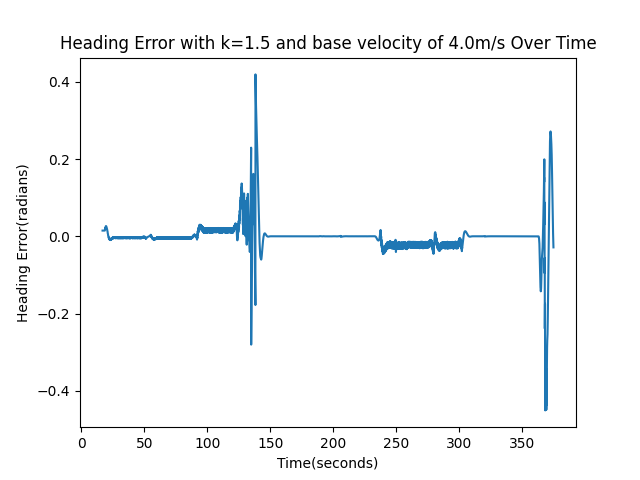 Heading Error with k=1.5 and base velocity of 4.0m/s Over Time
0.4
0.2
0.0
−0.2
−0.4
Heading Error(radians)
0 50 100 150 200 250 300 350
Time(seconds)